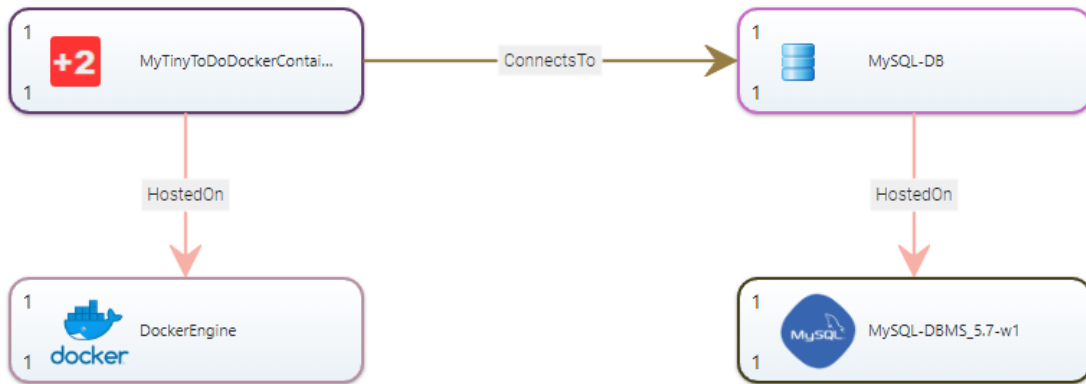 1
+2
MyTinyToDoDockerContai...
1
ConnectsTo
1
MySQL-DB
1
HostedOn
HostedOn
1
docker
DockerEngine
1
1
MySQL
MySQL-DBMS_5.7-w1
1